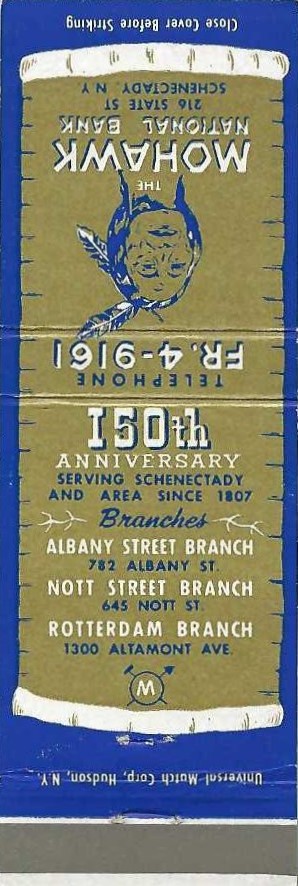 Close Cover Before Striking
THE
MOHAWK
NATIONAL BANK
216 STATE ST
SCHENECTADY, N.Y.
TELEPHONE
FR. 4-9161
150th
ANNIVERSARY
SERVING SCHENECTADY
AND AREA SINCE 1807
Branches
ALBANY STREET BRANCH
782 ALBANY ST.
NOTT STREET BRANCH
645 NOTT ST.
ROTTERDAM BRANCH
1300 ALTAMONT AVE.
W
Universal Match Corp, Hudson, N.Y.